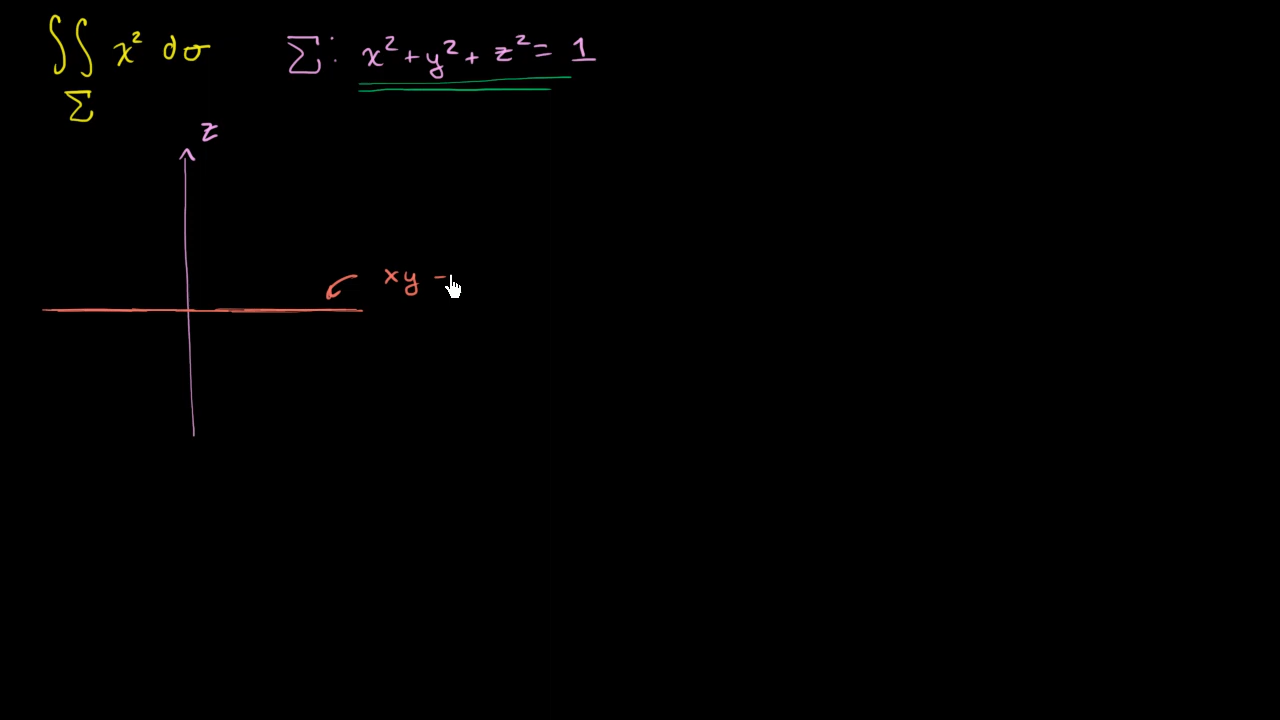 ∬ x² dσ   Σ: x² + y² + z² = 1
Σ
z
xy -